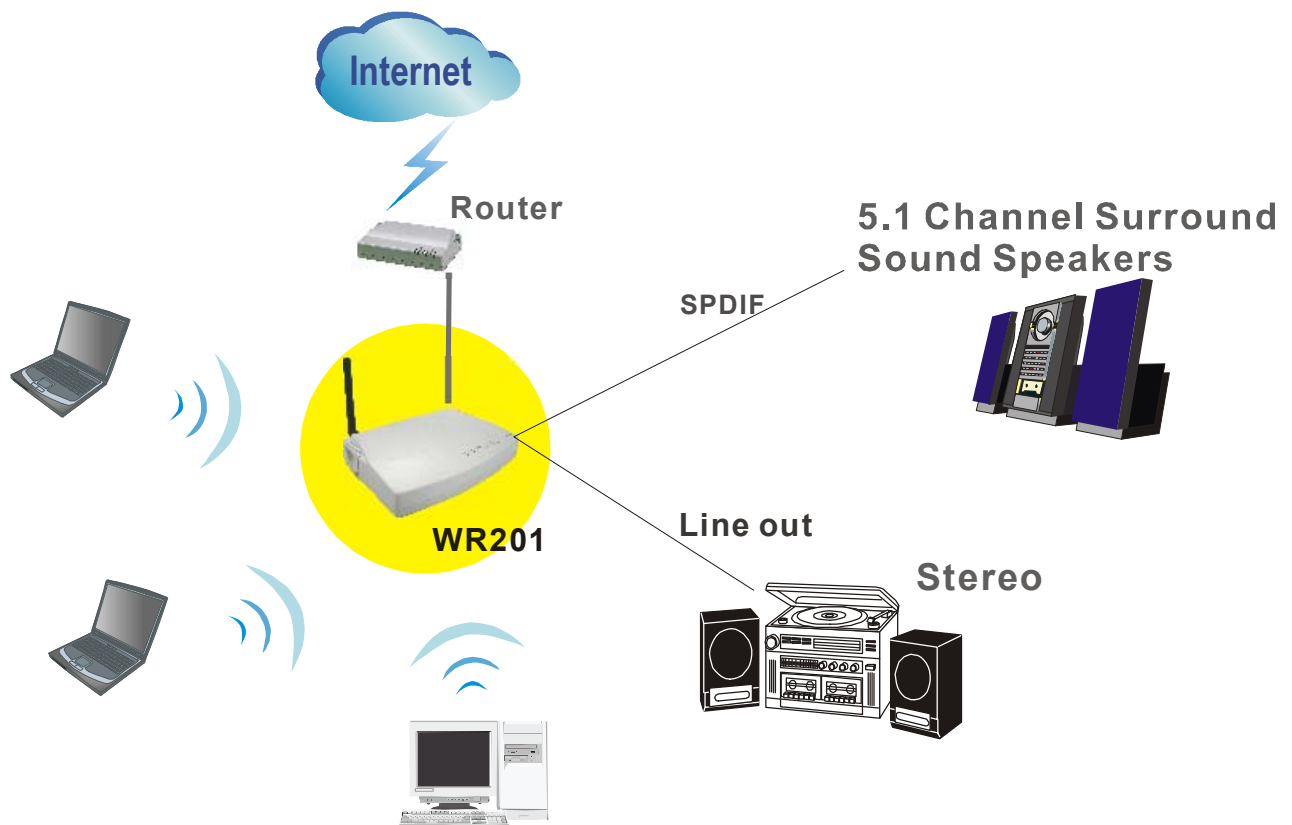 Internet
Router
5.1 Channel Surround
Sound Speakers
SPDIF
WR201
Line out
Stereo